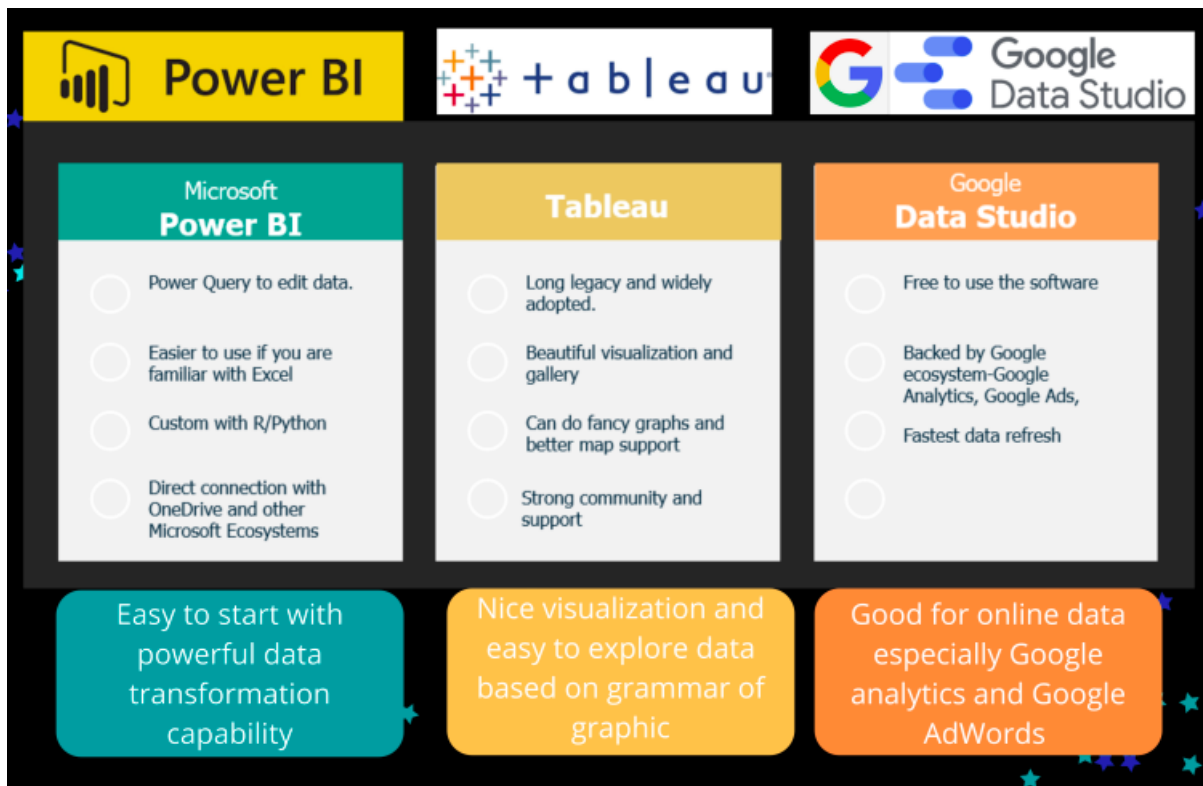 Power BI
+ a b l e a u
Google
Data Studio
Microsoft
Power BI
Power Query to edit data.
Easier to use if you are
familiar with Excel
Custom with R/Python
Direct connection with
OneDrive and other
Microsoft Ecosystems
Easy to start with
powerful data
transformation
capability
Tableau
Long legacy and widely
adopted.
Beautiful visualization and
gallery
Can do fancy graphs and
better map support
Strong community and
support
Nice visualization and
easy to explore data
based on grammar of
graphic
Google
Data Studio
Free to use the software
Backed by Google
ecosystem-Google
Analytics, Google Ads,
Fastest data refresh
Good for online data
especially Google
analytics and Google
AdWords